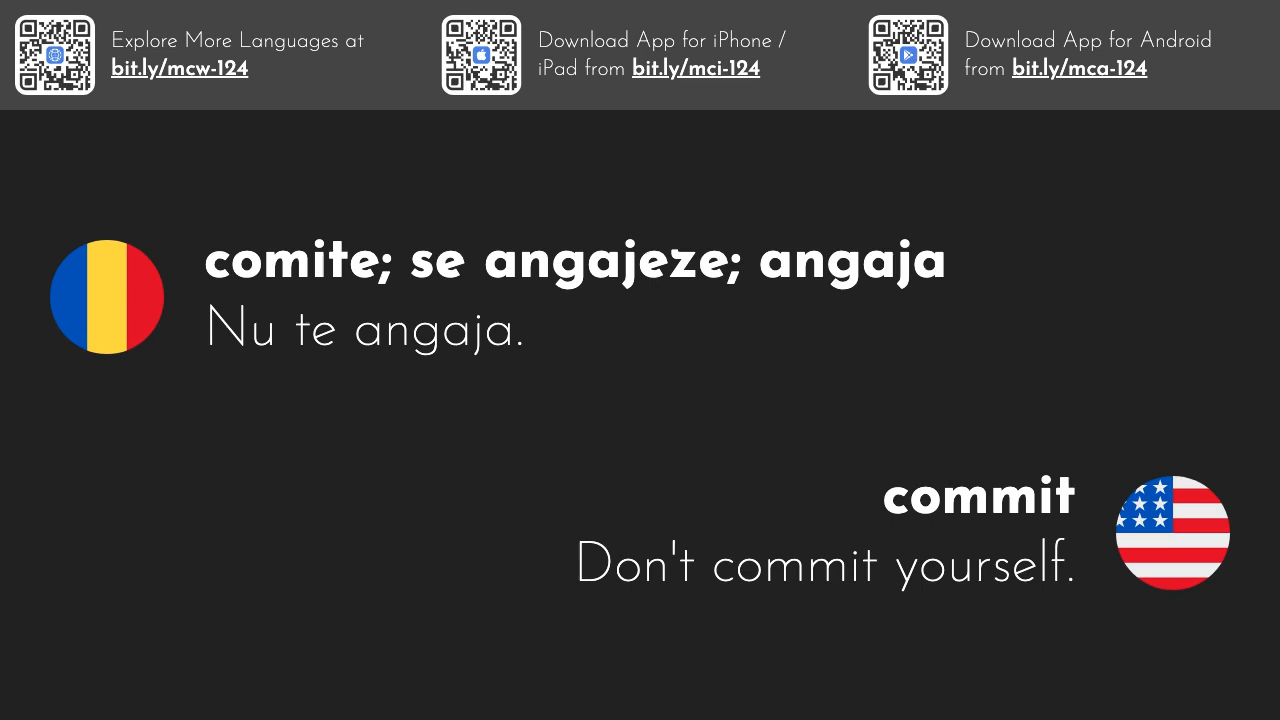 Explore More Languages at
bit.ly/mcw-124
Download App for iPhone /
iPad from bit.ly/mci-124
Download App for Android
from bit.ly/mca-124
comite; se angajeze; angaja
Nu te angaja.
commit
Don't commit yourself.